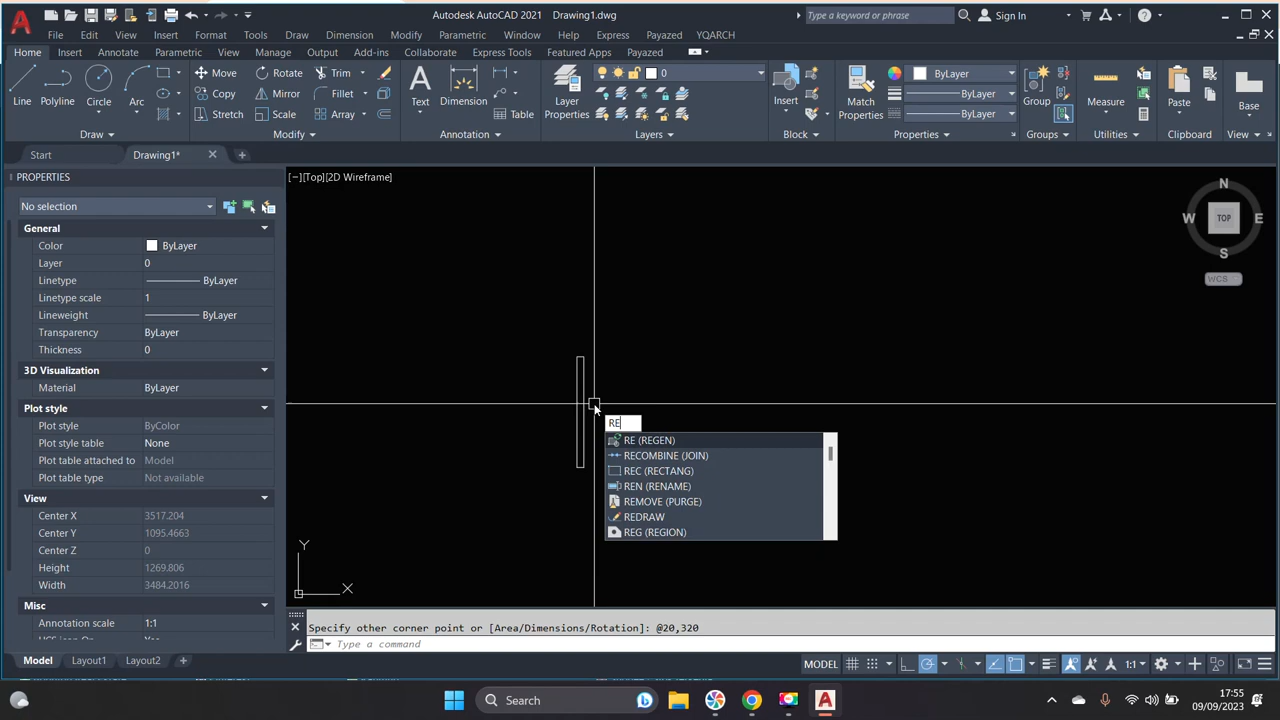 Autodesk AutoCAD 2021 Drawing1.dwg
Type a keyword or phrase
Sign In
File Edit View Insert Format Tools Draw Dimension Modify Parametric Window Help Express Payazed YQARCH
Home Insert Annotate Parametric View Manage Output Add-ins Collaborate Express Tools Featured Apps Payazed
Line
Polyline
Circle
Arc
Draw
Move
Rotate
Trim
Copy
Mirror
Fillet
Stretch
Scale
Array
Modify
Text
Dimension
Table
Annotation
Layer
Properties
0
Layers
Insert
Block
Match
Properties
ByLayer
ByLayer
ByLayer
Properties
Group
Groups
Measure
Utilities
Paste
Clipboard
Base
View
Start
Drawing1*
PROPERTIES
No selection
General
Color ByLayer
Layer 0
Linetype ByLayer
Linetype scale 1
Lineweight ByLayer
Transparency ByLayer
Thickness 0
3D Visualization
Material ByLayer
Plot style
Plot style ByColor
Plot style table None
Plot table attached to Model
Plot table type Not available
View
Center X 3517.204
Center Y 1095.4663
Center Z 0
Height 1269.806
Width 3484.2016
Misc
Annotation scale 1:1
[−][Top][2D Wireframe]
N
W TOP E
S
WCS
RE
RE (REGEN)
RECOMBINE (JOIN)
REC (RECTANG)
REN (RENAME)
REMOVE (PURGE)
REDRAW
REG (REGION)
Y
X
Specify other corner point or [Area/Dimensions/Rotation]: @20,320
Type a command
Model Layout1 Layout2
MODEL
1:1
Search
17:55
09/09/2023